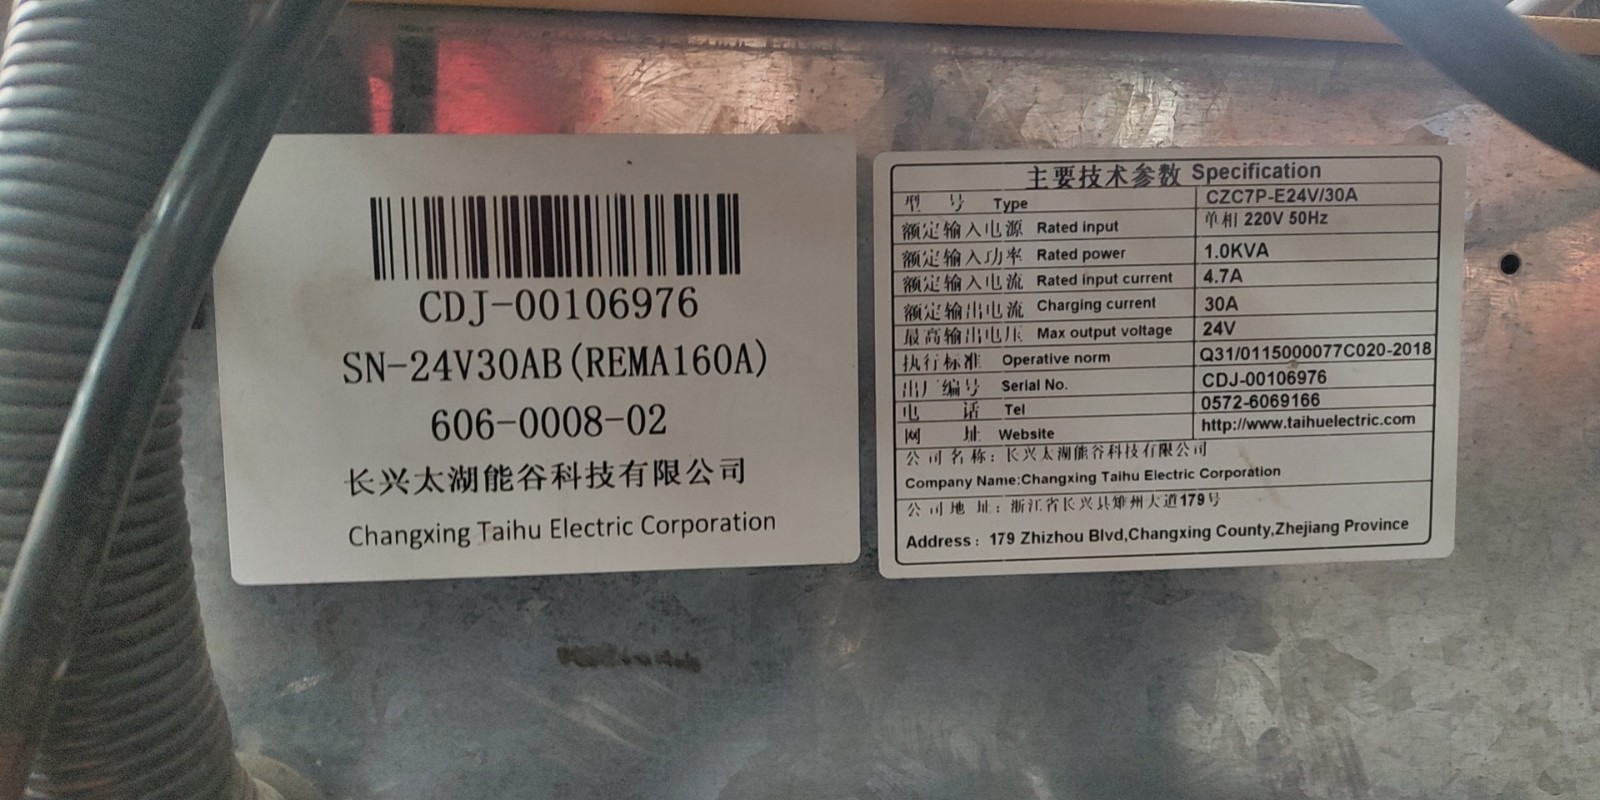 CDJ-00106976
SN-24V30AB(REMA160A)
606-0008-02
长兴太湖能谷科技有限公司
Changxing Taihu Electric Corporation
主要技术参数 Specification
型 号 Type CZC7P-E24V/30A
额定输入电源 Rated input 单相 220V 50Hz
额定输入功率 Rated power 1.0KVA
额定输入电流 Rated input current 4.7A
额定输出电流 Charging current 30A
最高输出电压 Max output voltage 24V
执行标准 Operative norm Q31/0115000077C020-2018
出厂编号 Serial No. CDJ-00106976
电 话 Tel 0572-6069166
网 址 Website http://www.taihuelectric.com
公司名称：长兴太湖能谷科技有限公司
Company Name:Changxing Taihu Electric Corporation
公司地 址：浙江省长兴县雉州大道179号
Address：179 Zhizhou Blvd,Changxing County,Zhejiang Province